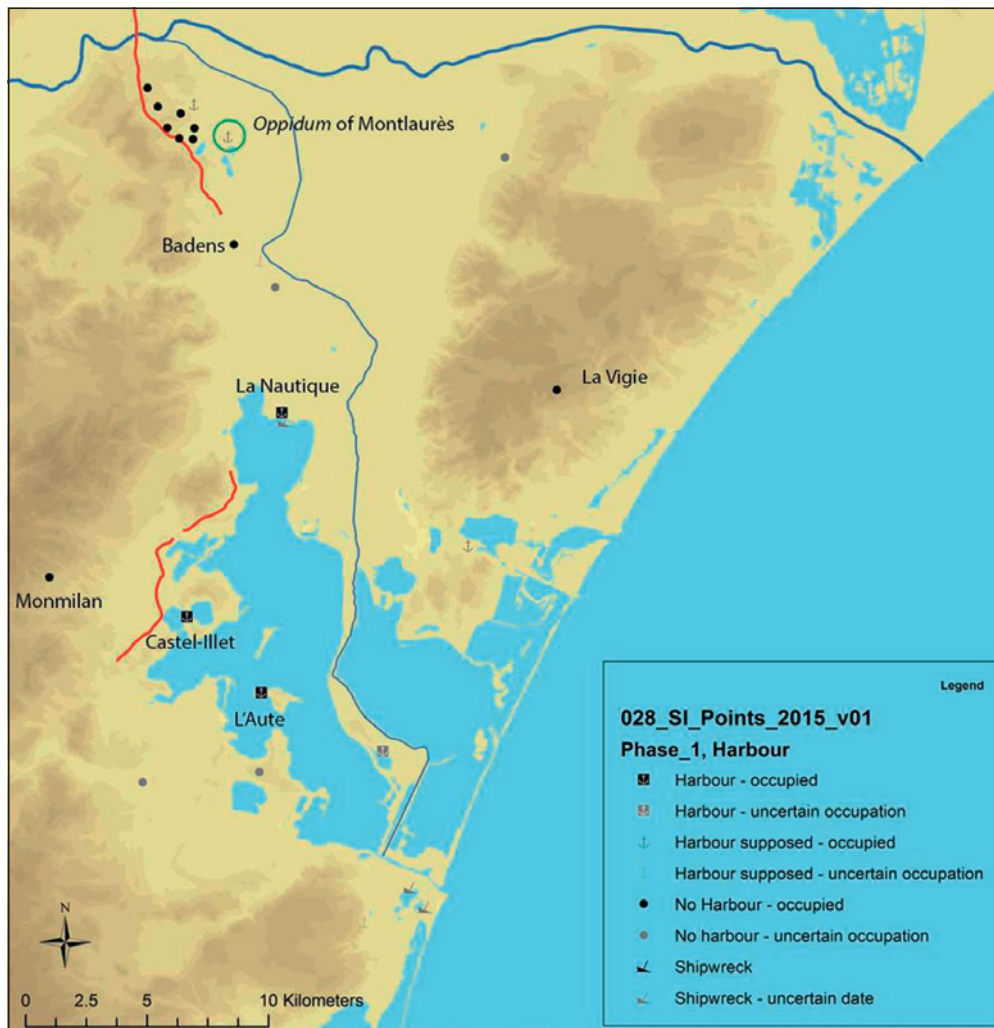 Oppidum of Montlaurès
Badens
La Nautique
La Vigie
Monmilan
Castel-Illet
L'Aute
Legend
028_SI_Points_2015_v01
Phase_1, Harbour
Harbour - occupied
Harbour - uncertain occupation
Harbour supposed - occupied
Harbour supposed - uncertain occupation
No Harbour - occupied
No harbour - uncertain occupation
Shipwreck
Shipwreck - uncertain date
N
0 2.5 5 10 Kilometers